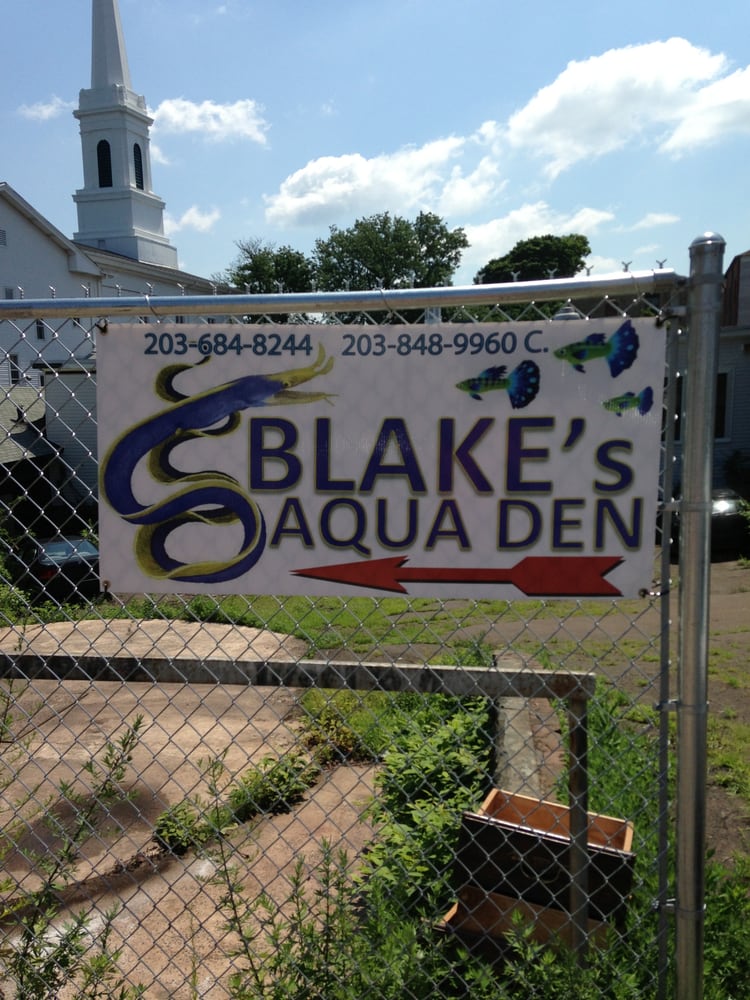 203-684-8244 203-848-9960 C.
BLAKE's
AQUA DEN